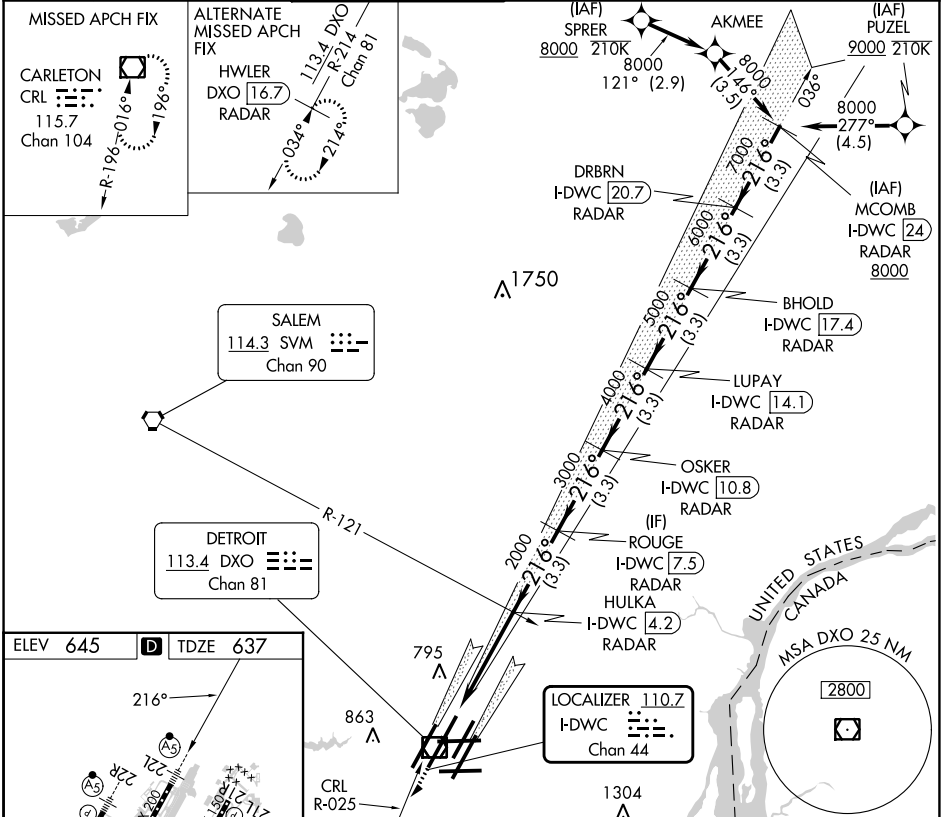 MISSED APCH FIX
CARLETON
CRL
115.7
Chan 104
016°
196°
R-196
ALTERNATE
MISSED APCH
FIX
HWLER
DXO 16.7
RADAR
113.4 DXO
R-214
Chan 81
034°
214°
(IAF)
SPRER
8000 210K
8000
121° (2.9)
AKMEE
8000
146°
(3.5)
036°
(IAF)
PUZEL
9000 210K
8000
277°
(4.5)
(IAF)
MCOMB
I-DWC 24
RADAR
8000
7000
216°
(3.3)
DRBRN
I-DWC 20.7
RADAR
6000
216°
(3.3)
BHOLD
I-DWC 17.4
RADAR
5000
216°
(3.3)
LUPAY
I-DWC 14.1
RADAR
4000
216°
(3.3)
OSKER
I-DWC 10.8
RADAR
3000
216°
(3.3)
(IF)
ROUGE
I-DWC 7.5
RADAR
2000
216°
(3.3)
HULKA
I-DWC 4.2
RADAR
1750
SALEM
114.3 SVM
Chan 90
R-121
DETROIT
113.4 DXO
Chan 81
795
863
CRL
R-025
LOCALIZER 110.7
I-DWC
Chan 44
1304
UNITED STATES
CANADA
MSA DXO 25 NM
2800
ELEV 645 D TDZE 637
216°
A5
22R
A5
22L
X 200
X 150
21R
21L